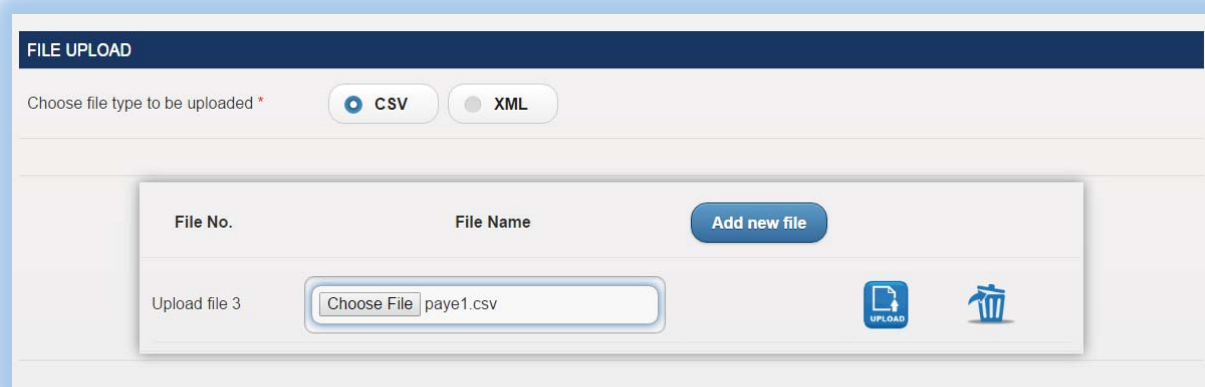 FILE UPLOAD
Choose file type to be uploaded * CSV XML
File No. File Name Add new file
Upload file 3 Choose File paye1.csv UPLOAD